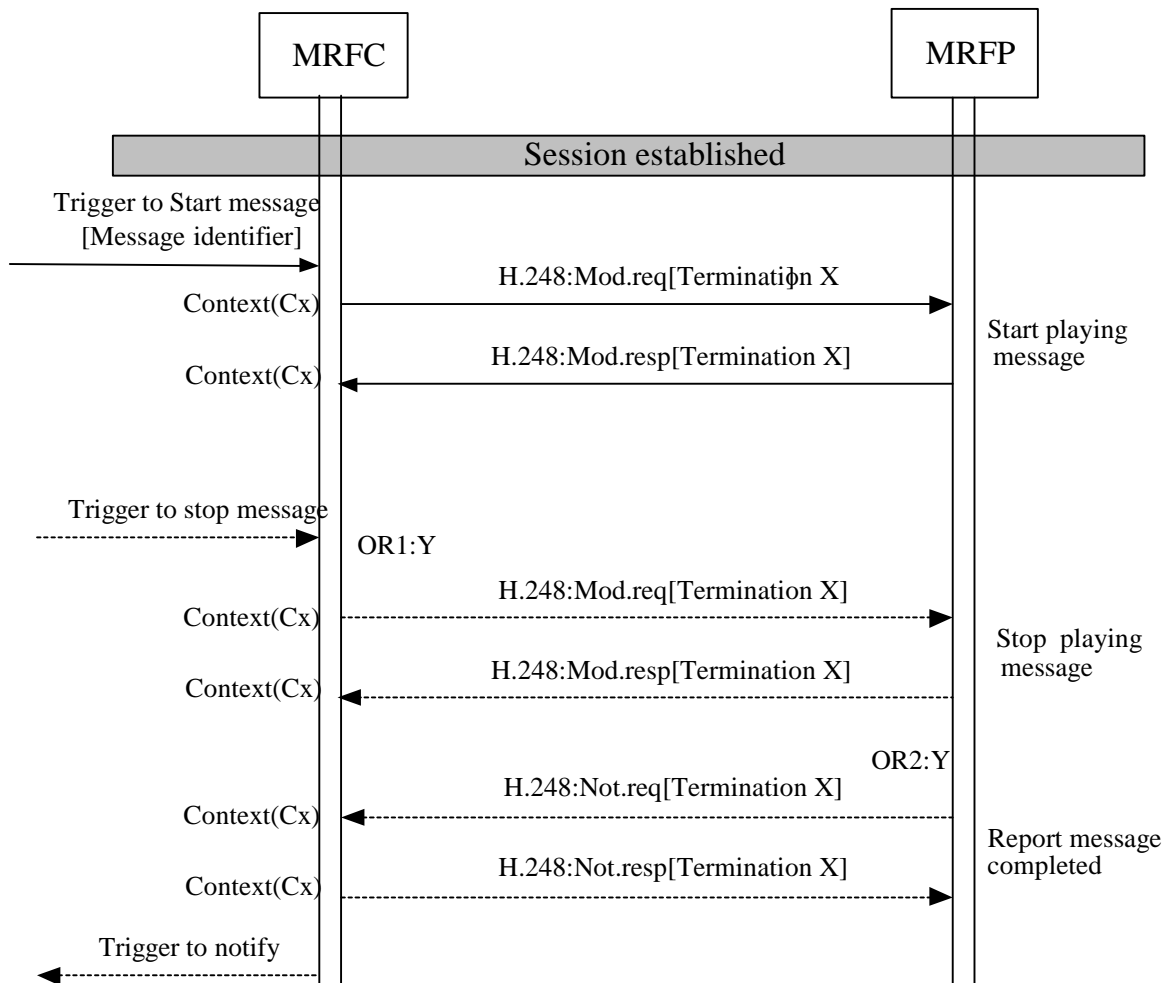 MRFC
MRFP
Session established
Trigger to Start message
[Message identifier]
H.248:Mod.req[Termination X]
Context(Cx)
Start playing
message
H.248:Mod.resp[Termination X]
Context(Cx)
Trigger to stop message
OR1:Y
H.248:Mod.req[Termination X]
Context(Cx)
Stop playing
message
H.248:Mod.resp[Termination X]
Context(Cx)
OR2:Y
H.248:Not.req[Termination X]
Context(Cx)
Report message
completed
H.248:Not.resp[Termination X]
Context(Cx)
Trigger to notify